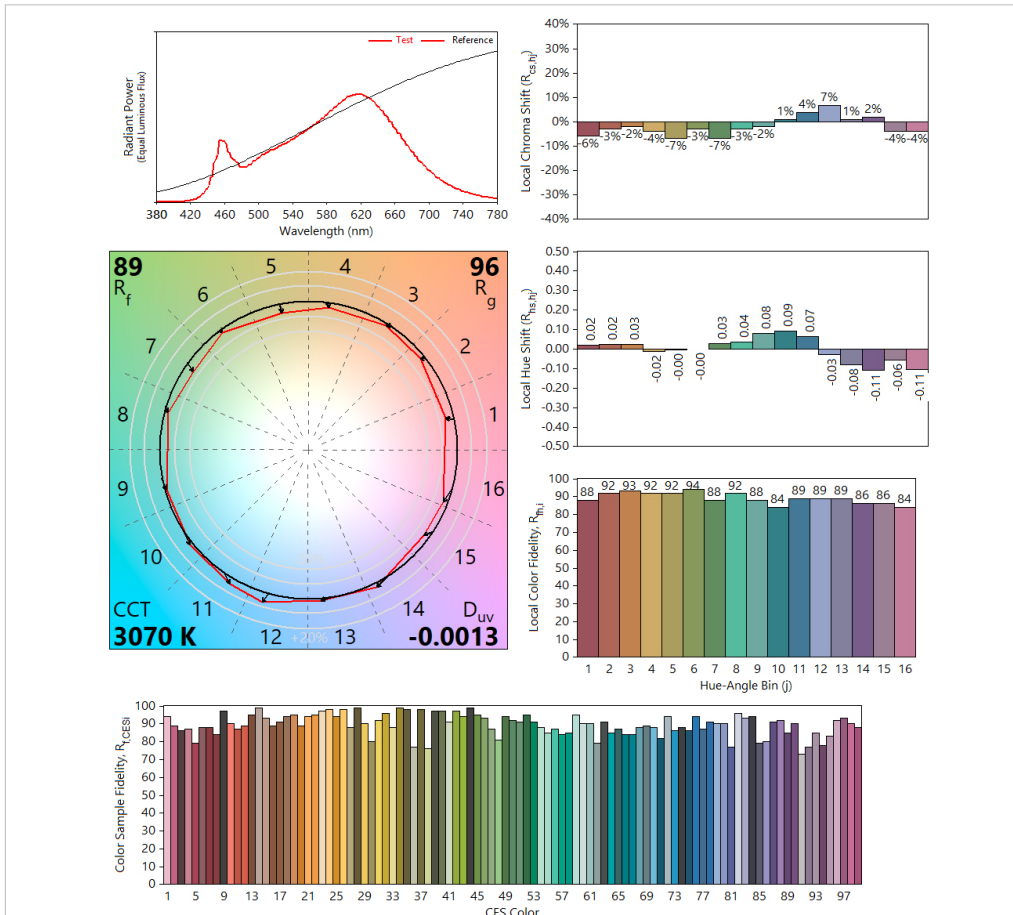 Test Reference
Radiant Power
(Equal Luminous Flux)
380 420 460 500 540 580 620 660 700 740 780
Wavelength (nm)
40%
30%
20%
10%
0%
-10%
-20%
-30%
-40%
Local Chroma Shift (Rcs,hj)
-6% -3% -2% -4% -7% -3% -7% -3% -2% 1% 4% 7% 1% 2% -4% -4%
89
Rf
96
Rg
5 4
6 3
7 2
8 1
9 16
10 15
11 14
12 +20% 13
CCT
3070 K
Duv
-0.0013
0.50
0.40
0.30
0.20
0.10
0.00
-0.10
-0.20
-0.30
-0.40
-0.50
Local Hue Shift (Rhs,hj)
0.02 0.02 0.03 -0.02 -0.00 -0.00 0.03 0.04 0.08 0.09 0.07 -0.03 -0.08 -0.11 -0.06 -0.11
100
90
80
70
60
50
40
30
20
10
0
Local Color Fidelity, Rfh,i
88 92 93 92 92 94 88 92 88 84 89 89 89 86 86 84
1 2 3 4 5 6 7 8 9 10 11 12 13 14 15 16
Hue-Angle Bin (j)
100
90
80
70
60
50
40
30
20
10
0
Color Sample Fidelity, Rf,CESi
1 5 9 13 17 21 25 29 33 37 41 45 49 53 57 61 65 69 73 77 81 85 89 93 97
CES Color